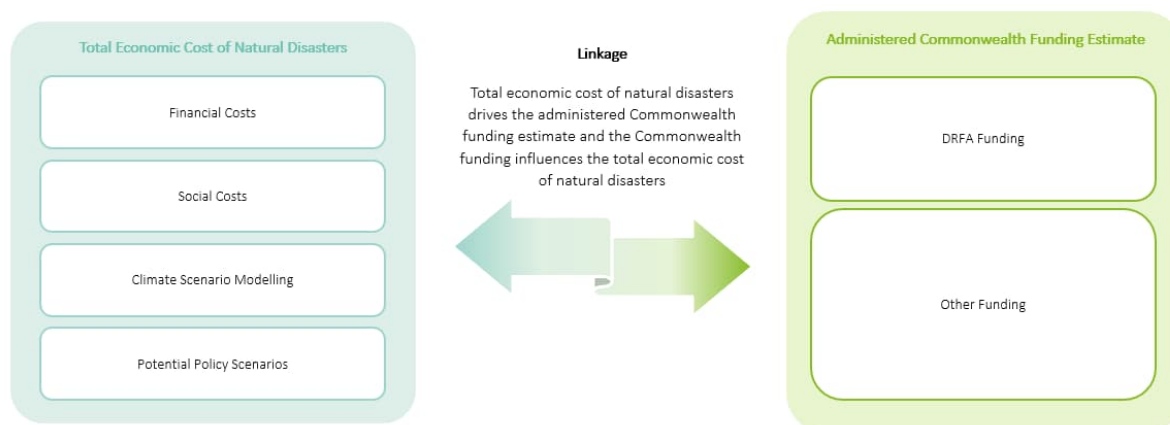 Total Economic Cost of Natural Disasters
Financial Costs
Social Costs
Climate Scenario Modelling
Potential Policy Scenarios
Linkage
Total economic cost of natural disasters
drives the administered Commonwealth
funding estimate and the Commonwealth
funding influences the total economic cost
of natural disasters
Administered Commonwealth Funding Estimate
DRFA Funding
Other Funding